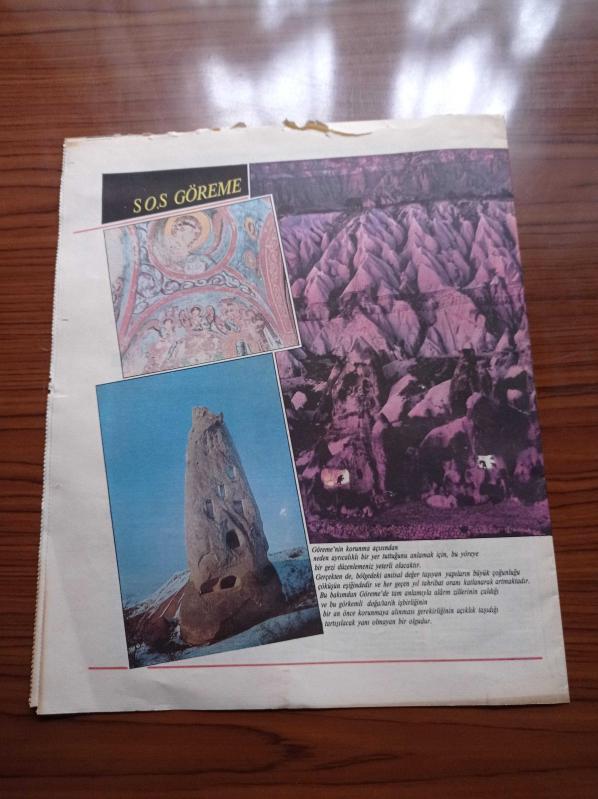 S.O.S GÖREME
Göreme'nin korunma açısından
neden ayrıcalıklı bir yer tuttuğunu anlamak için, bu yöreye
bir gezi düzenlemeniz yeterli olacaktır.
Gerçekten de, bölgedeki anıtsal değer taşıyan yapıların büyük çoğunluğu
çöküşün eşiğindedir ve her geçen yıl tahribat oranı katlanarak artmaktadır.
Bu bakımdan Göreme'de tam anlamıyla alârm zillerinin çaldığı
ve bu görkemli doğa/tarih işbirliğinin
bir an önce korunmaya alınması gerekirliğinin açıklık taşıdığı
tartışılacak yanı olmayan bir olgudur.